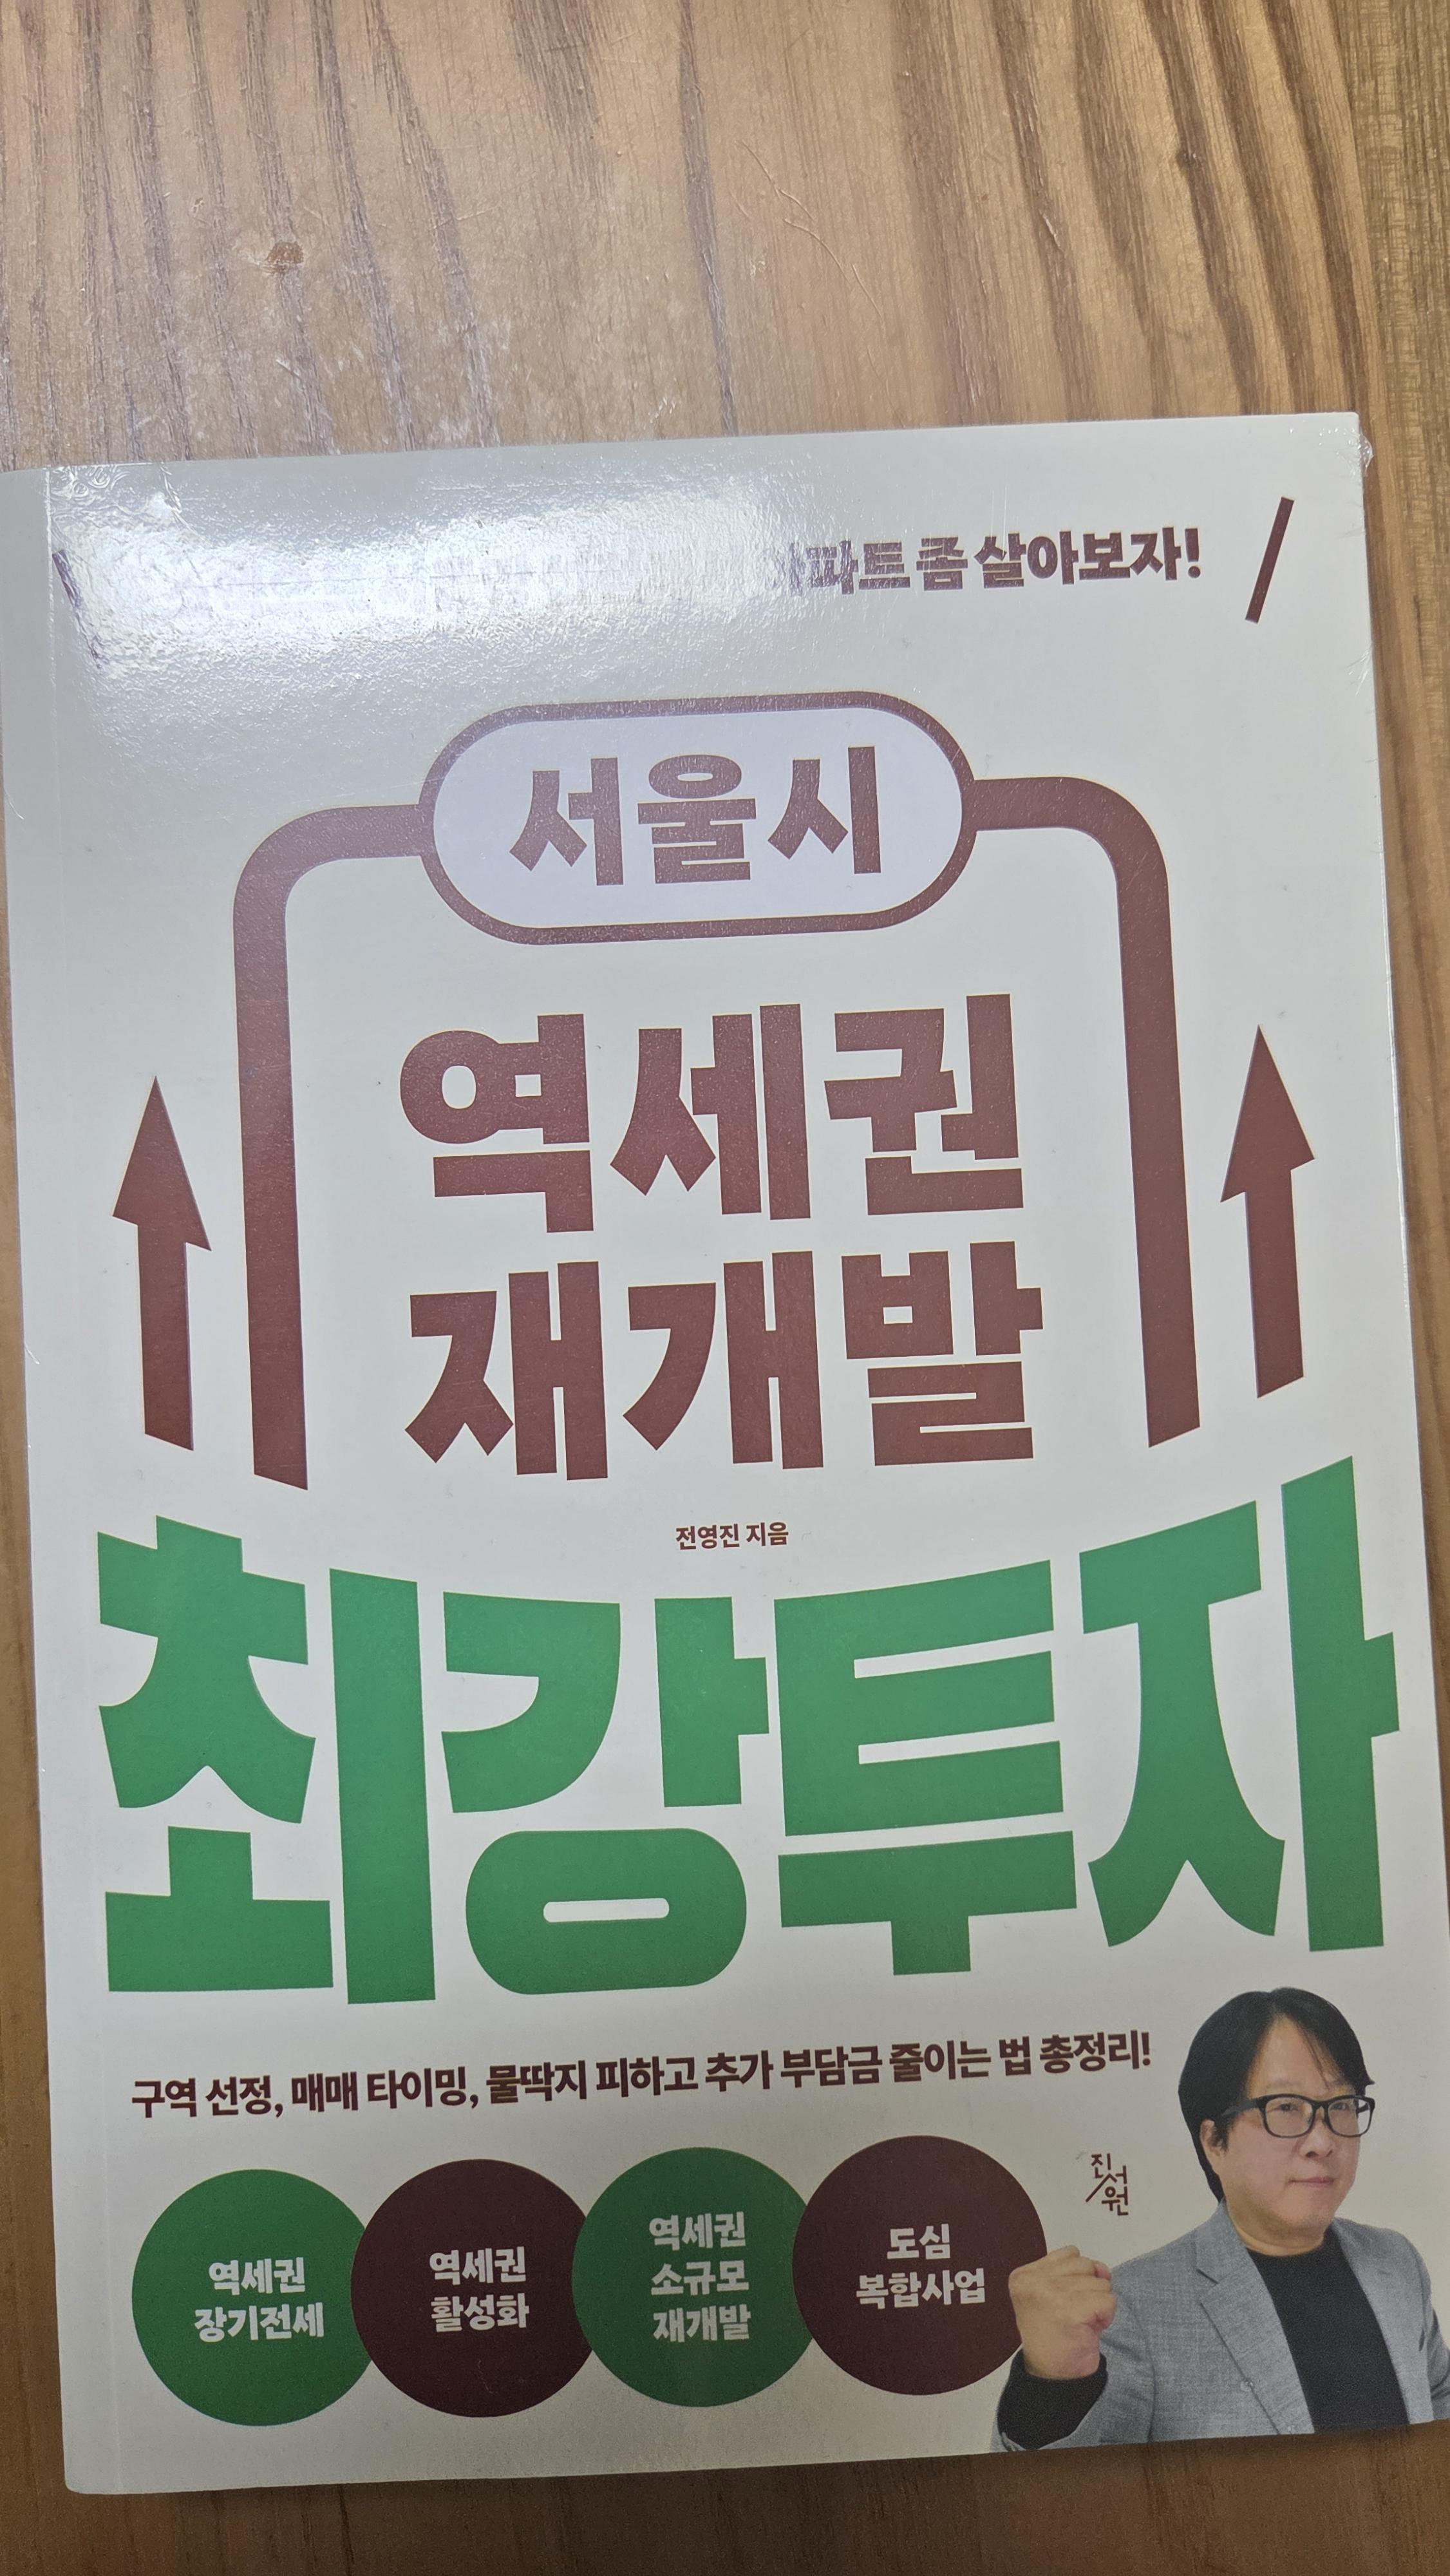 좀 살아보자!
서울시
역세권
재개발
전영진 지음
최강투자
구역 선정, 매매 타이밍, 물딱지 피하고 추가 부담금 줄이는 법 총정리!
진서원
역세권
장기전세
역세권
활성화
역세권
소규모
재개발
도심
복합사업